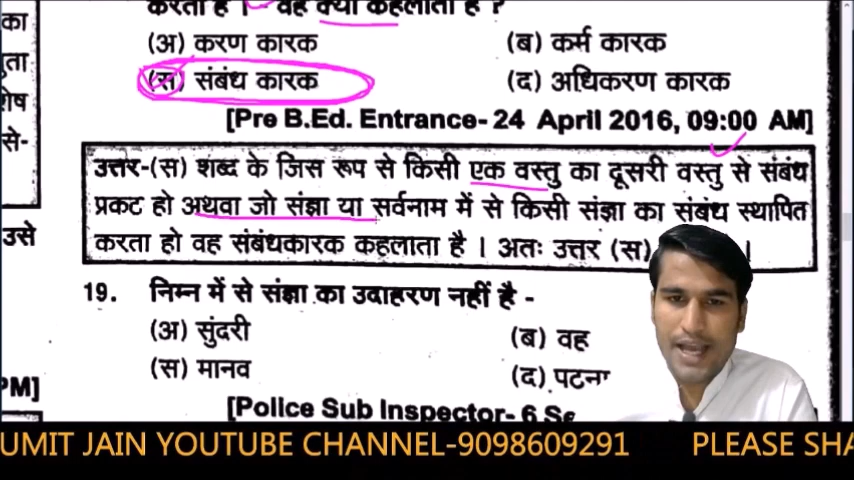 करता है । वह क्या कहलाता है ?
का
(अ) करण कारक
(ब) कर्म कारक
(स) संबंध कारक
(द) अधिकरण कारक
[Pre B.Ed. Entrance- 24 April 2016, 09:00 AM]
से-
उत्तर-(स) शब्द के जिस रूप से किसी एक वस्तु का दूसरी वस्तु से संबंध
प्रकट हो अथवा जो संज्ञा या सर्वनाम में से किसी संज्ञा का संबंध स्थापित
करता हो वह संबंधकारक कहलाता है । अतः उत्तर (स) ।
उसे
19. निम्न में से संज्ञा का उदाहरण नहीं है -
(अ) सुंदरी
(ब) वह
(स) मानव
(द) पटना
PM]
[Police Sub Inspector- 6 Se
UMIT JAIN YOUTUBE CHANNEL-9098609291 PLEASE SHA